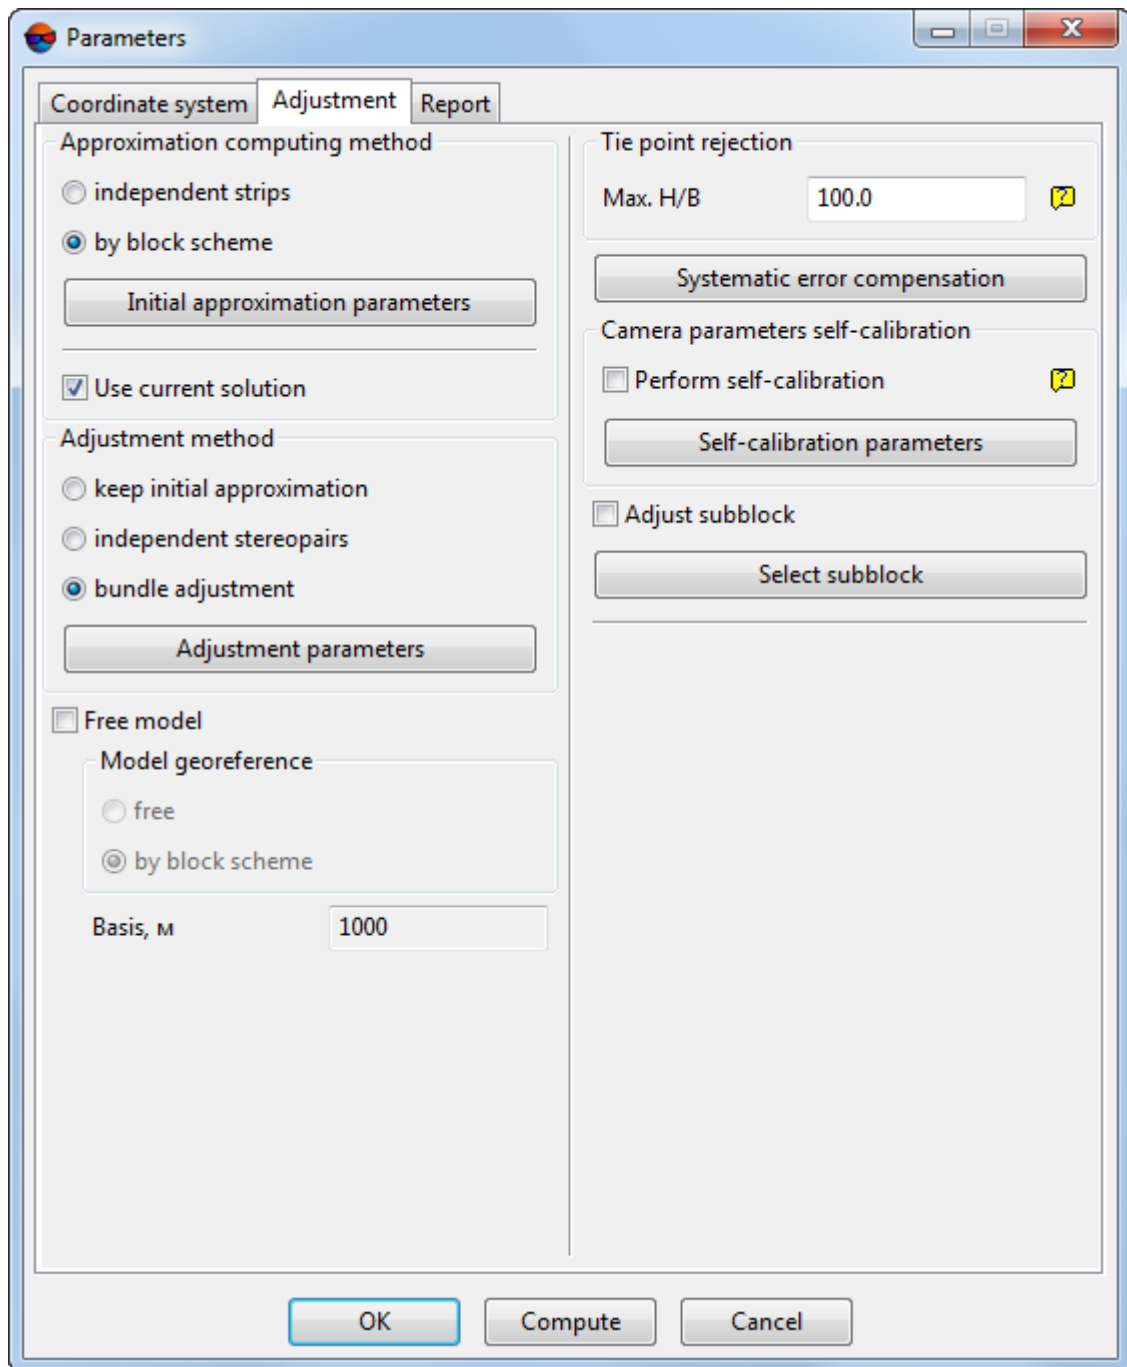 Parameters
Coordinate system
Adjustment
Report
Approximation computing method
independent strips
by block scheme
Initial approximation parameters
Use current solution
Adjustment method
keep initial approximation
independent stereopairs
bundle adjustment
Adjustment parameters
Free model
Model georeference
free
by block scheme
Basis, м
1000
Tie point rejection
Max. H/B
100.0
?
Systematic error compensation
Camera parameters self-calibration
Perform self-calibration
?
Self-calibration parameters
Adjust subblock
Select subblock
OK
Compute
Cancel